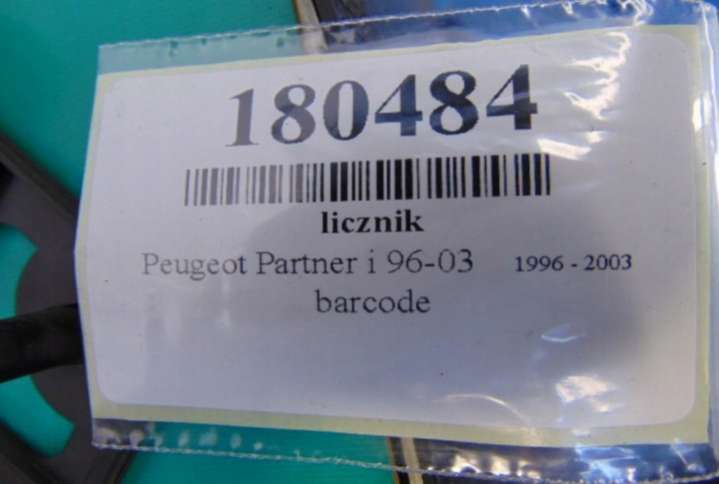 180484
licznik
Peugeot Partner i 96-03 1996 - 2003
barcode